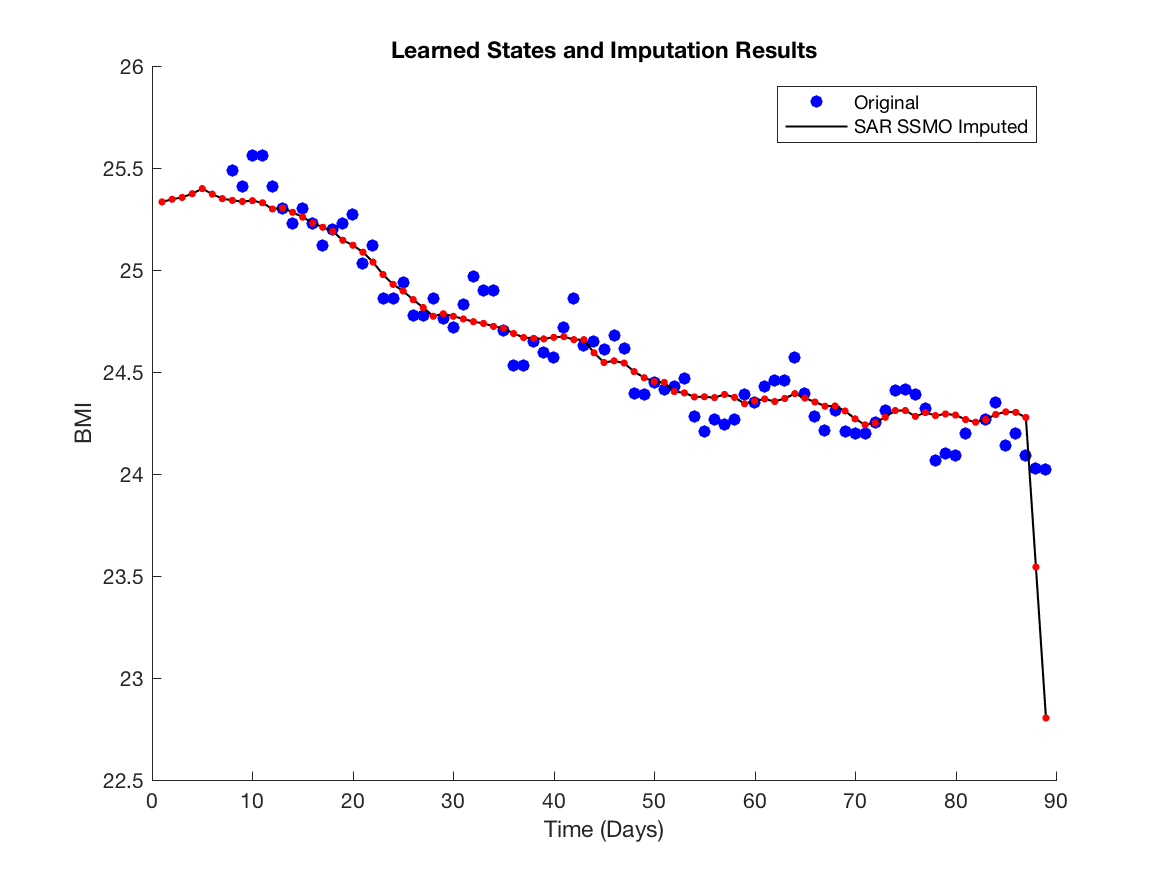 Learned States and Imputation Results
26
25.5
25
24.5
24
23.5
23
22.5
BMI
Original
SAR SSMO Imputed
0 10 20 30 40 50 60 70 80 90
Time (Days)